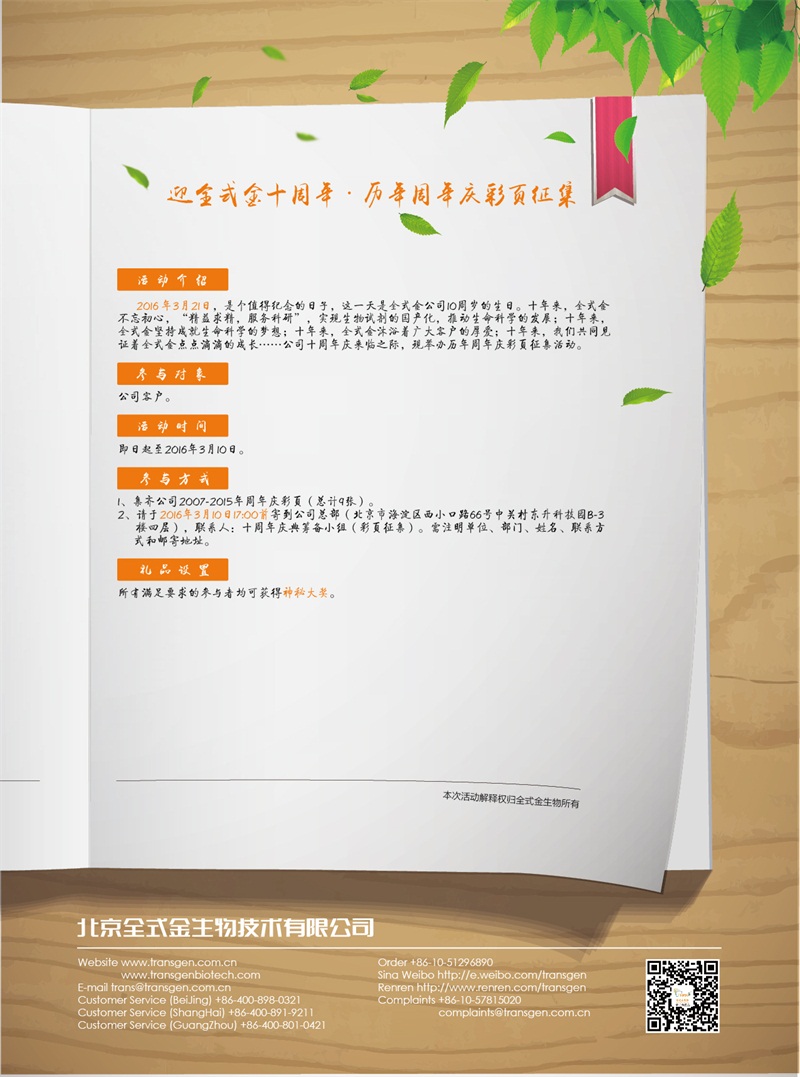 迎全式金十周年·历年周年庆彩页征集
活动介绍
2016年3月21日，是个值得纪念的日子，这一天是全式金公司10周岁的生日。十年来，全式金
不忘初心，“精益求精，服务科研”，实现生物试剂的国产化，推动生命科学的发展；十年来，
全式金坚持成就生命科学的梦想；十年来，全式金沐浴着广大客户的厚爱；十年来，我们共同见
证着全式金点点滴滴的成长……公司十周年庆来临之际，现举办历年周年庆彩页征集活动。
参与对象
公司客户。
活动时间
即日起至2016年3月10日。
参与方式
1、集齐公司2007-2015年周年庆彩页（总计9张）。
2、请于2016年3月10日17:00前寄到公司总部（北京市海淀区西小口路66号中关村东升科技园B-3
楼四层），联系人：十周年庆典筹备小组（彩页征集）。需注明单位、部门、姓名、联系方
式和邮寄地址。
礼品设置
所有满足要求的参与者均可获得神秘大奖。
本次活动解释权归全式金生物所有
北京全式金生物技术有限公司
Website www.transgen.com.cn
www.transgenbiotech.com
E-mail trans@transgen.com.cn
Customer Service (BeiJing) +86-400-898-0321
Customer Service (ShangHai) +86-400-891-9211
Customer Service (GuangZhou) +86-400-801-0421
Order +86-10-51296890
Sina Weibo http://e.weibo.com/transgen
Renren http://www.renren.com/transgen
Complaints +86-10-57815020
complaints@transgen.com.cn